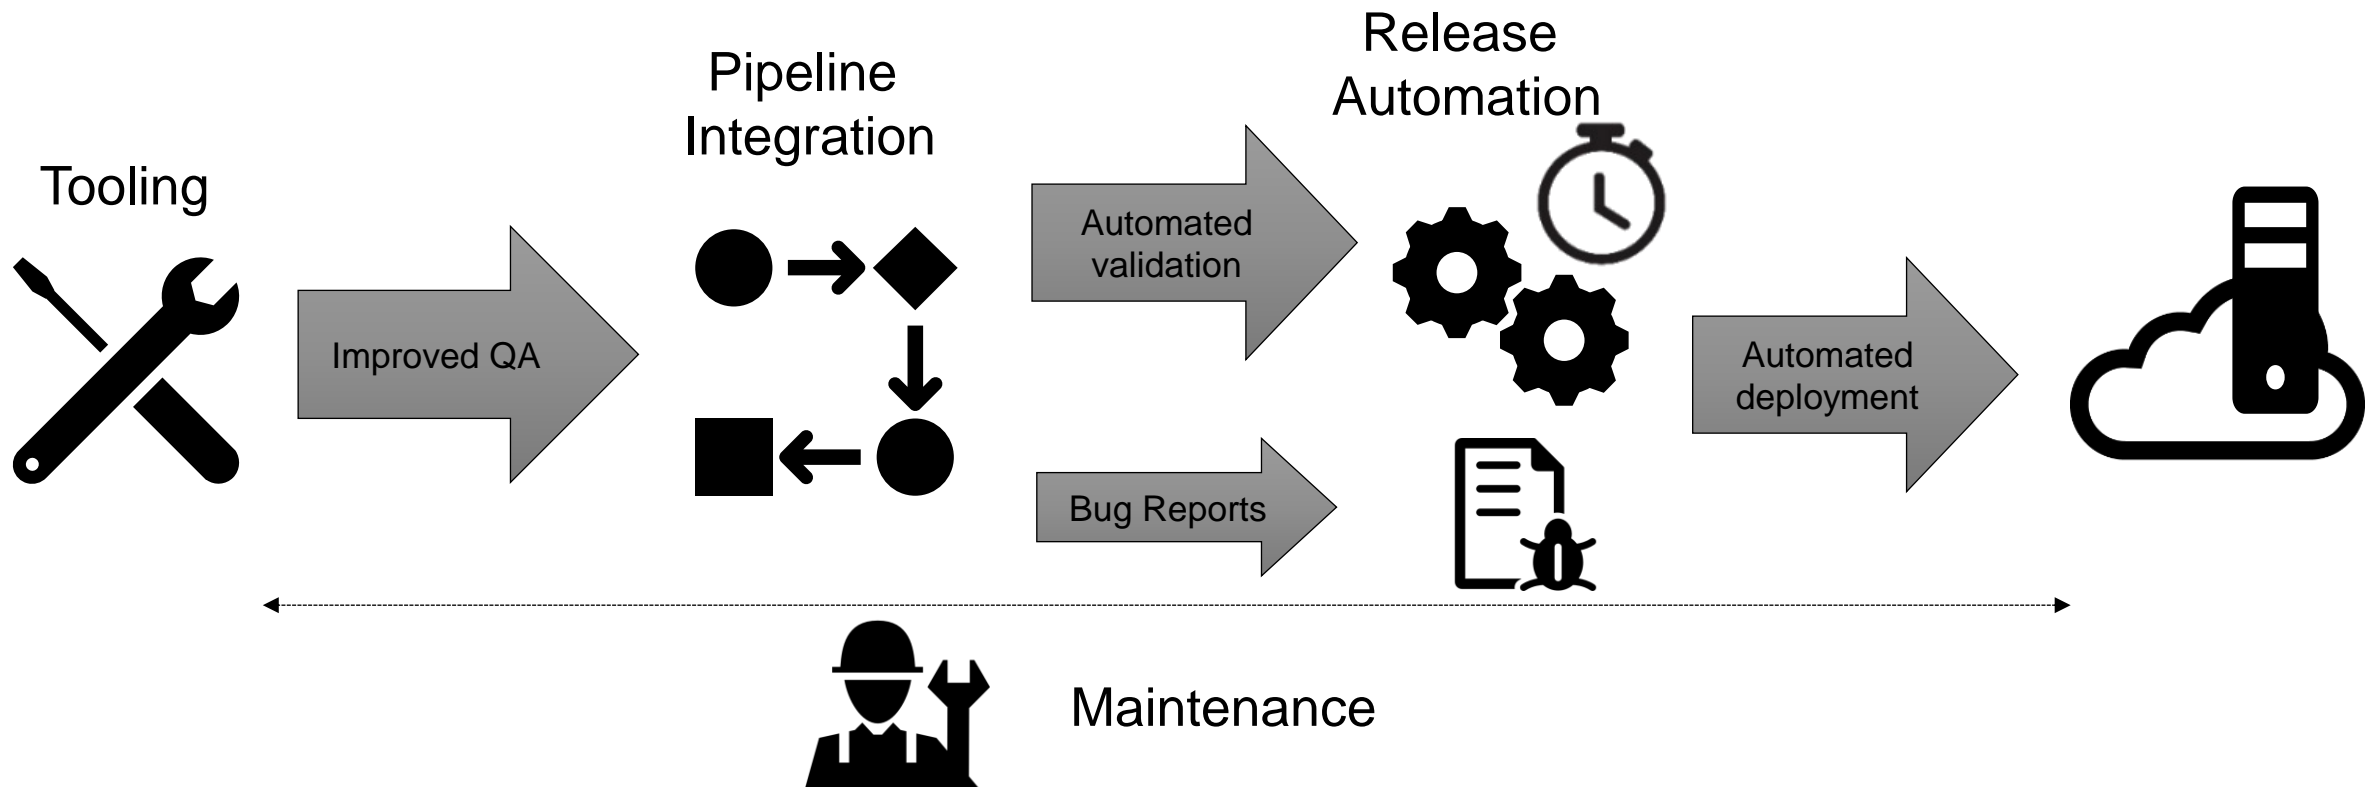 Tooling
Improved QA
Pipeline
Integration
Automated
validation
Bug Reports
Release
Automation
Automated
deployment
Maintenance